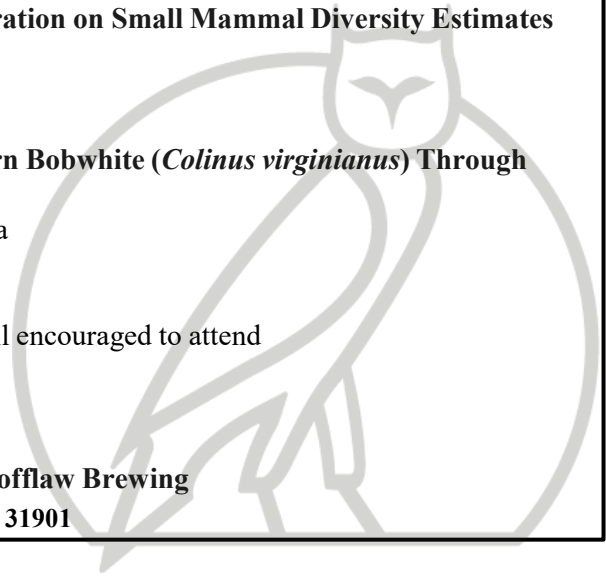 ration on Small Mammal Diversity Estimates
rn Bobwhite (Colinus virginianus) Through
a
l encouraged to attend
offlaw Brewing
31901